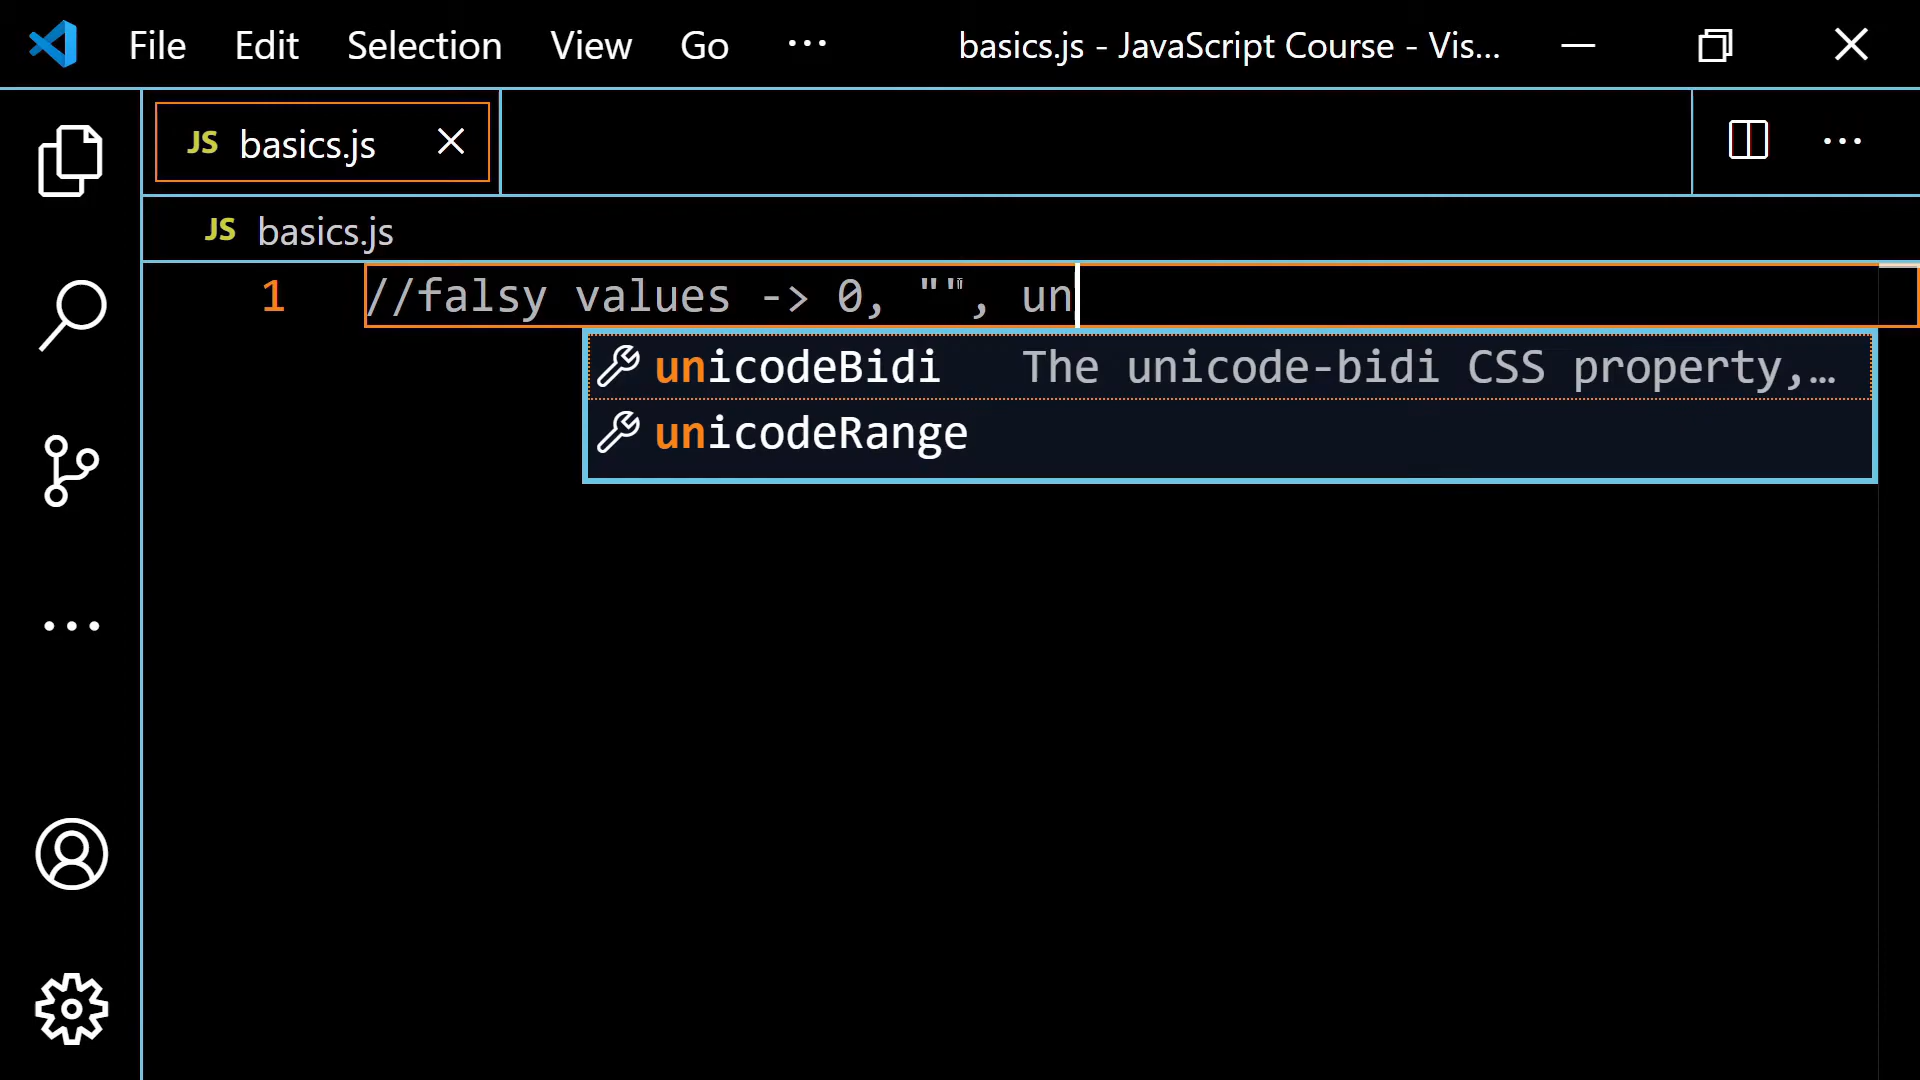 File Edit Selection View Go ··· basics.js - JavaScript Course - Vis...
JS basics.js
JS basics.js
1 //falsy values -> 0, "", un
unicodeBidi The unicode-bidi CSS property,…
unicodeRange